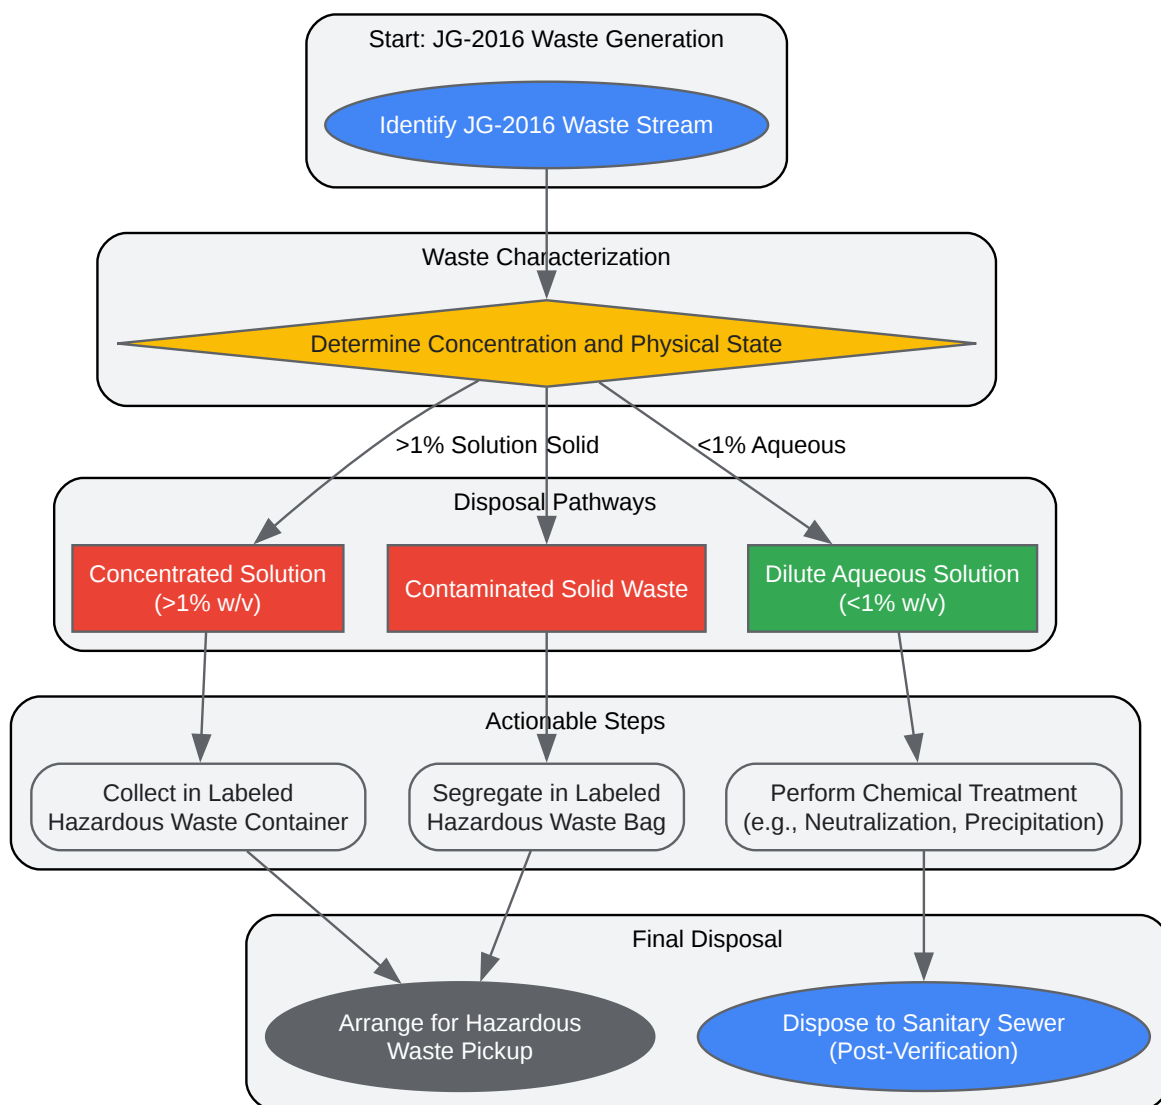 Start: JG-2016 Waste Generation
Identify JG-2016 Waste Stream
Waste Characterization
Determine Concentration and Physical State
>1% Solution
Solid
<1% Aqueous
Disposal Pathways
Concentrated Solution
(>1% w/v)
Contaminated Solid Waste
Dilute Aqueous Solution
(<1% w/v)
Actionable Steps
Collect in Labeled
Hazardous Waste Container
Segregate in Labeled
Hazardous Waste Bag
Perform Chemical Treatment
(e.g., Neutralization, Precipitation)
Final Disposal
Arrange for Hazardous
Waste Pickup
Dispose to Sanitary Sewer
(Post-Verification)